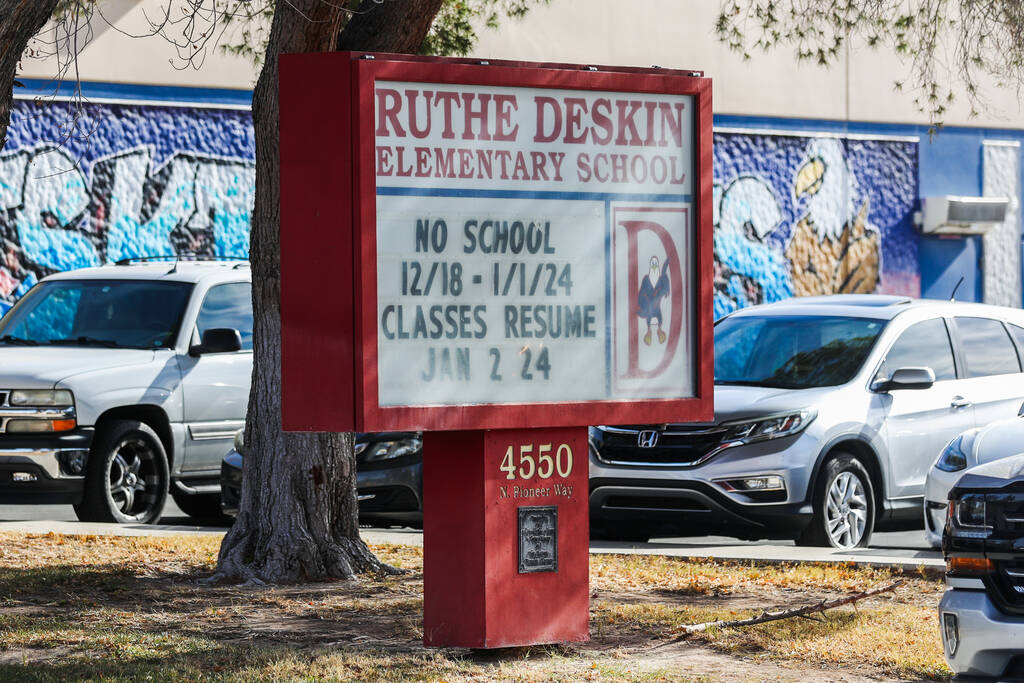 RUTHE DESKIN
ELEMENTARY SCHOOL
NO SCHOOL
12/18 - 1/1/24
CLASSES RESUME
JAN 2 24
D
4550
N. Pioneer Way